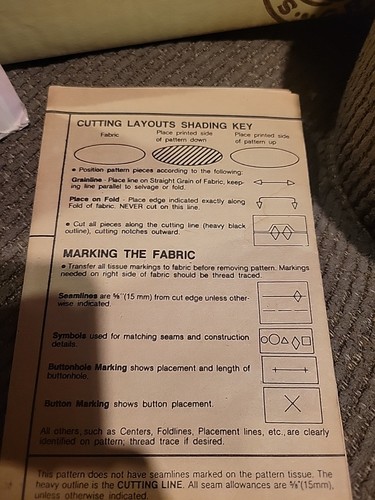 CUTTING LAYOUTS SHADING KEY
Fabric
Place printed side
of pattern down
Place printed side
of pattern up
• Position pattern pieces according to the following:
Grainline - Place line on Straight Grain of Fabric, keep-
ing line parallel to selvage or fold.
Place on Fold - Place edge indicated exactly along
Fold of fabric. NEVER cut on this line.
• Cut all pieces along the cutting line (heavy black
outline), cutting notches outward.
MARKING THE FABRIC
• Transfer all tissue markings to fabric before removing pattern. Markings
needed on right side of fabric should be thread traced.
Seamlines are ⅝"(15 mm) from cut edge unless other-
wise indicated.
Symbols used for matching seams and construction
details.
Buttonhole Marking shows placement and length of
buttonhole.
Button Marking shows button placement.
All others, such as Centers, Foldlines, Placement lines, etc., are clearly
identified on pattern; thread trace if desired.
This pattern does not have seamlines marked on the pattern tissue. The
heavy outline is the CUTTING LINE. All seam allowances are ⅝"(15mm),
unless otherwise indicated.